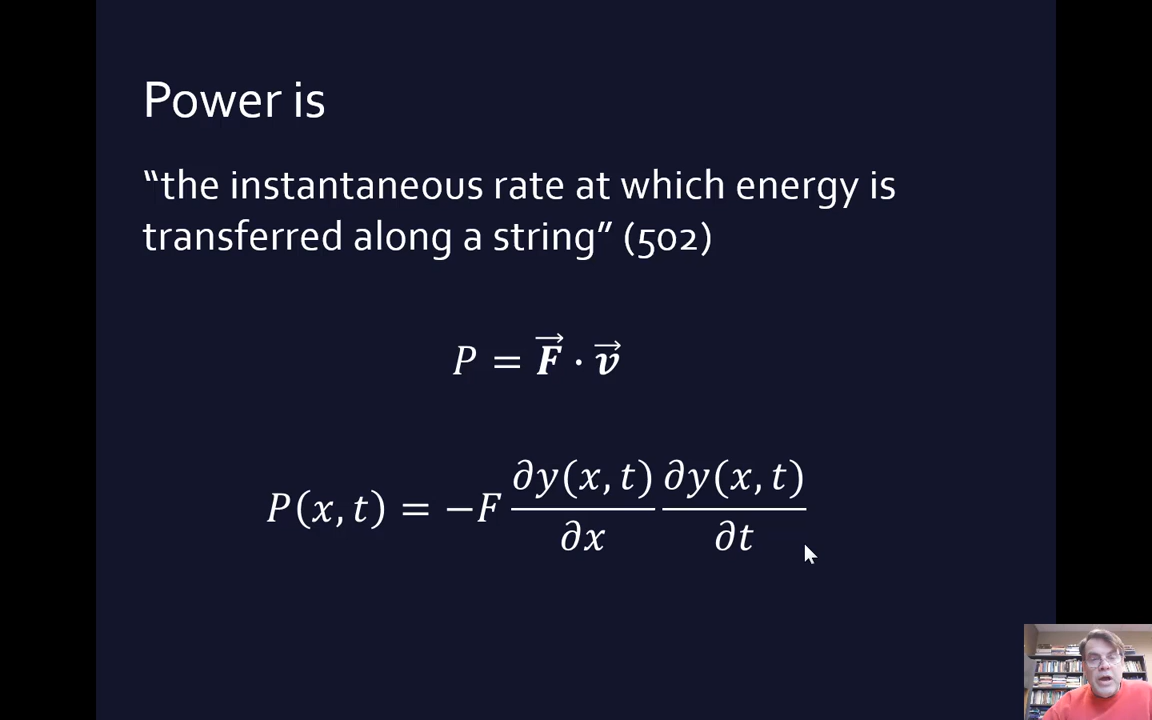 Power is
“the instantaneous rate at which energy is
transferred along a string” (502)
P = F⃗ · v⃗
P(x, t) = −F ∂y(x, t)/∂x ∂y(x, t)/∂t